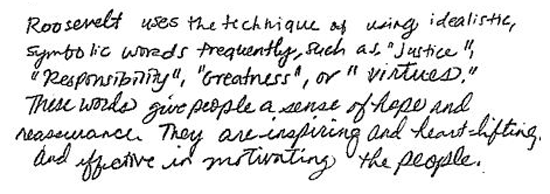 Roosevelt uses the technique of using idealistic,
symbolic words frequently, such as, "justice",
"Responsibility", "Greatness", or "virtues."
These words give people a sense of hope and
reassurance. They are inspiring and heart-lifting.
And effective in motivating the people.